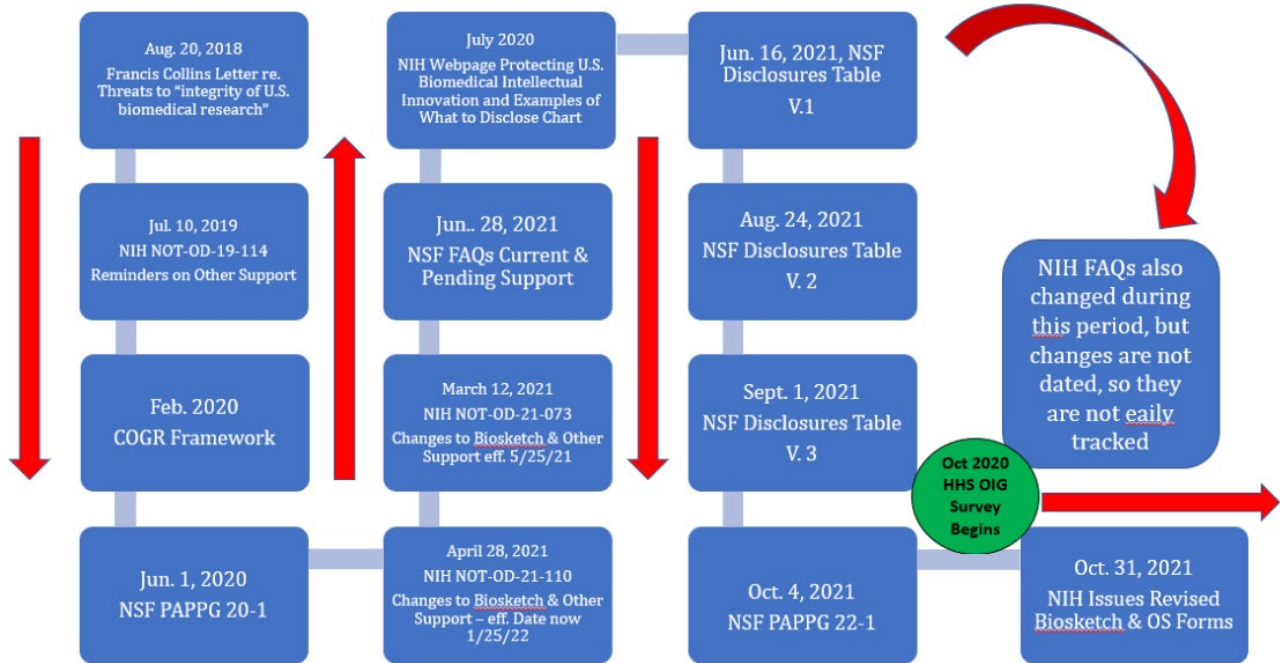 Aug. 20, 2018
Francis Collins Letter re.
Threats to “integrity of U.S.
biomedical research”
Jul. 10, 2019
NIH NOT-OD-19-114
Reminders on Other Support
Feb. 2020
COGR Framework
Jun. 1, 2020
NSF PAPPG 20-1
April 28, 2021
NIH NOT-OD-21-110
Changes to Biosketch & Other
Support – eff. Date now
1/25/22
March 12, 2021
NIH NOT-OD-21-073
Changes to Biosketch & Other
Support eff. 5/25/21
Jun.. 28, 2021
NSF FAQs Current &
Pending Support
July 2020
NIH Webpage Protecting U.S.
Biomedical Intellectual
Innovation and Examples of
What to Disclose Chart
Jun. 16, 2021, NSF
Disclosures Table
V.1
Aug. 24, 2021
NSF Disclosures Table
V. 2
Sept. 1, 2021
NSF Disclosures Table
V. 3
Oct. 4, 2021
NSF PAPPG 22-1
Oct 2020
HHS OIG
Survey
Begins
Oct. 31, 2021
NIH Issues Revised
Biosketch & OS Forms
NIH FAQs also
changed during
this period, but
changes are not
dated, so they
are not eaily
tracked